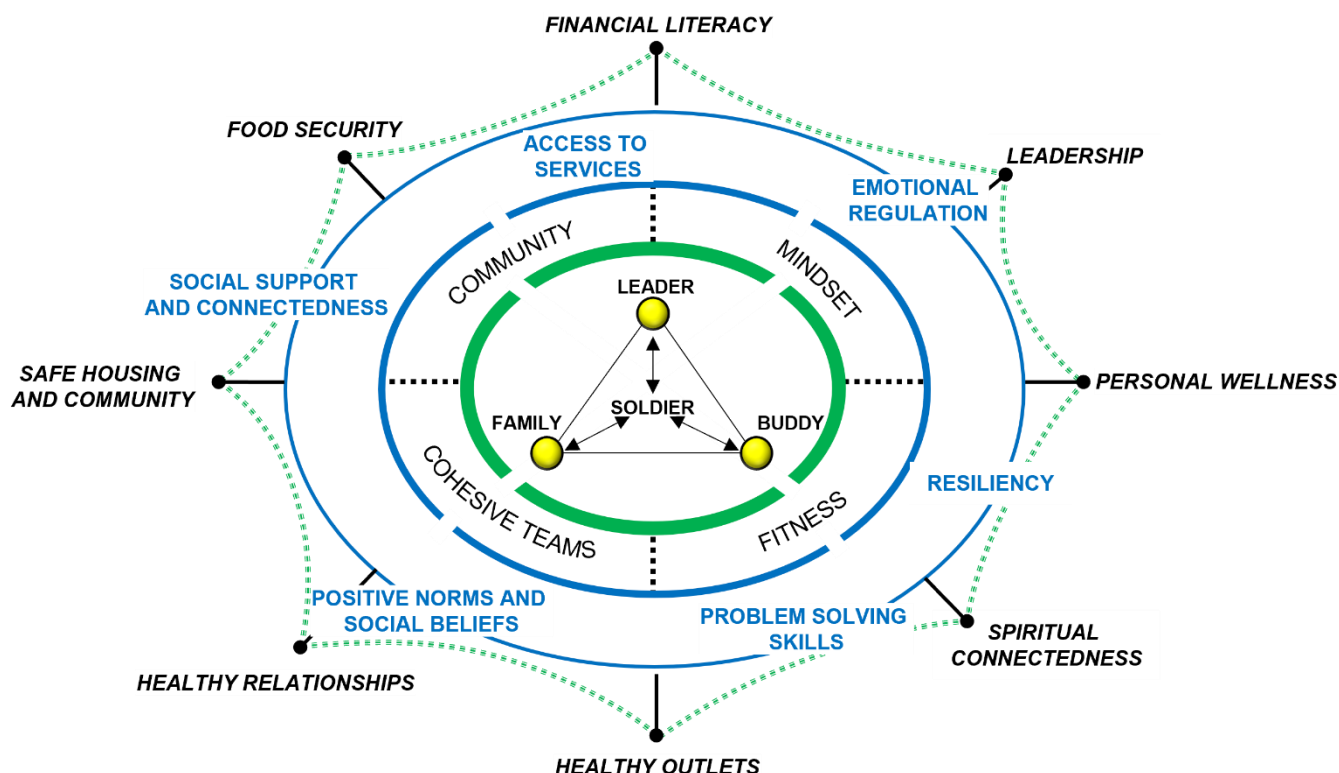 FINANCIAL LITERACY
FOOD SECURITY
ACCESS TO
SERVICES
LEADERSHIP
EMOTIONAL
REGULATION
COMMUNITY
MINDSET
SOCIAL SUPPORT
AND CONNECTEDNESS
LEADER
SAFE HOUSING
AND COMMUNITY
PERSONAL WELLNESS
SOLDIER
FAMILY
BUDDY
COHESIVE TEAMS
FITNESS
RESILIENCY
POSITIVE NORMS AND
SOCIAL BELIEFS
PROBLEM SOLVING
SKILLS
SPIRITUAL
CONNECTEDNESS
HEALTHY RELATIONSHIPS
HEALTHY OUTLETS